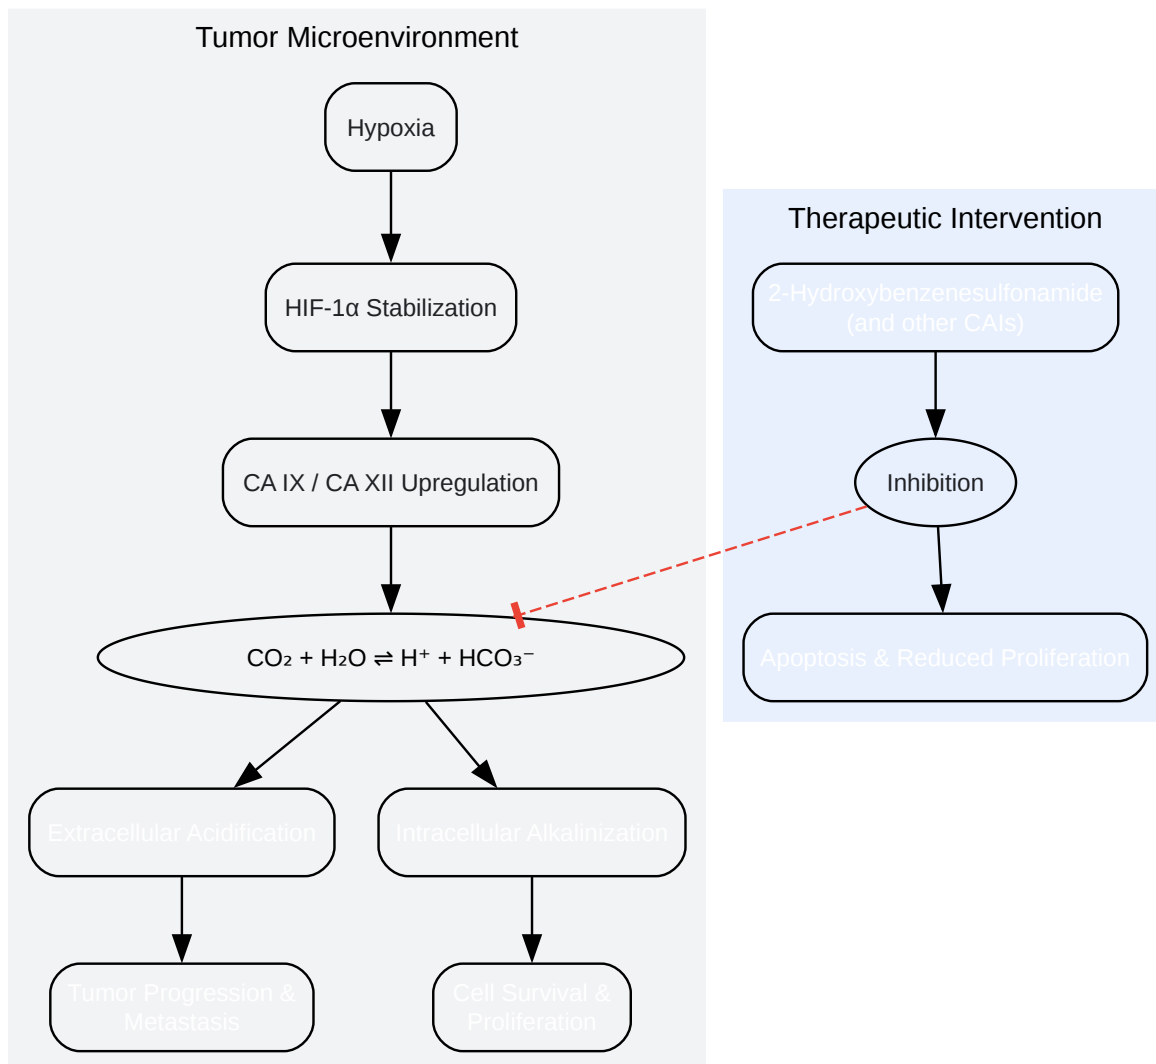 Tumor Microenvironment
Hypoxia
HIF-1α Stabilization
CA IX / CA XII Upregulation
CO₂ + H₂O ⇌ H⁺ + HCO₃⁻
Extracellular Acidification
Intracellular Alkalinization
Tumor Progression &
Metastasis
Cell Survival &
Proliferation
Therapeutic Intervention
2-Hydroxybenzenesulfonamide
(and other CAIs)
Inhibition
Apoptosis & Reduced Proliferation